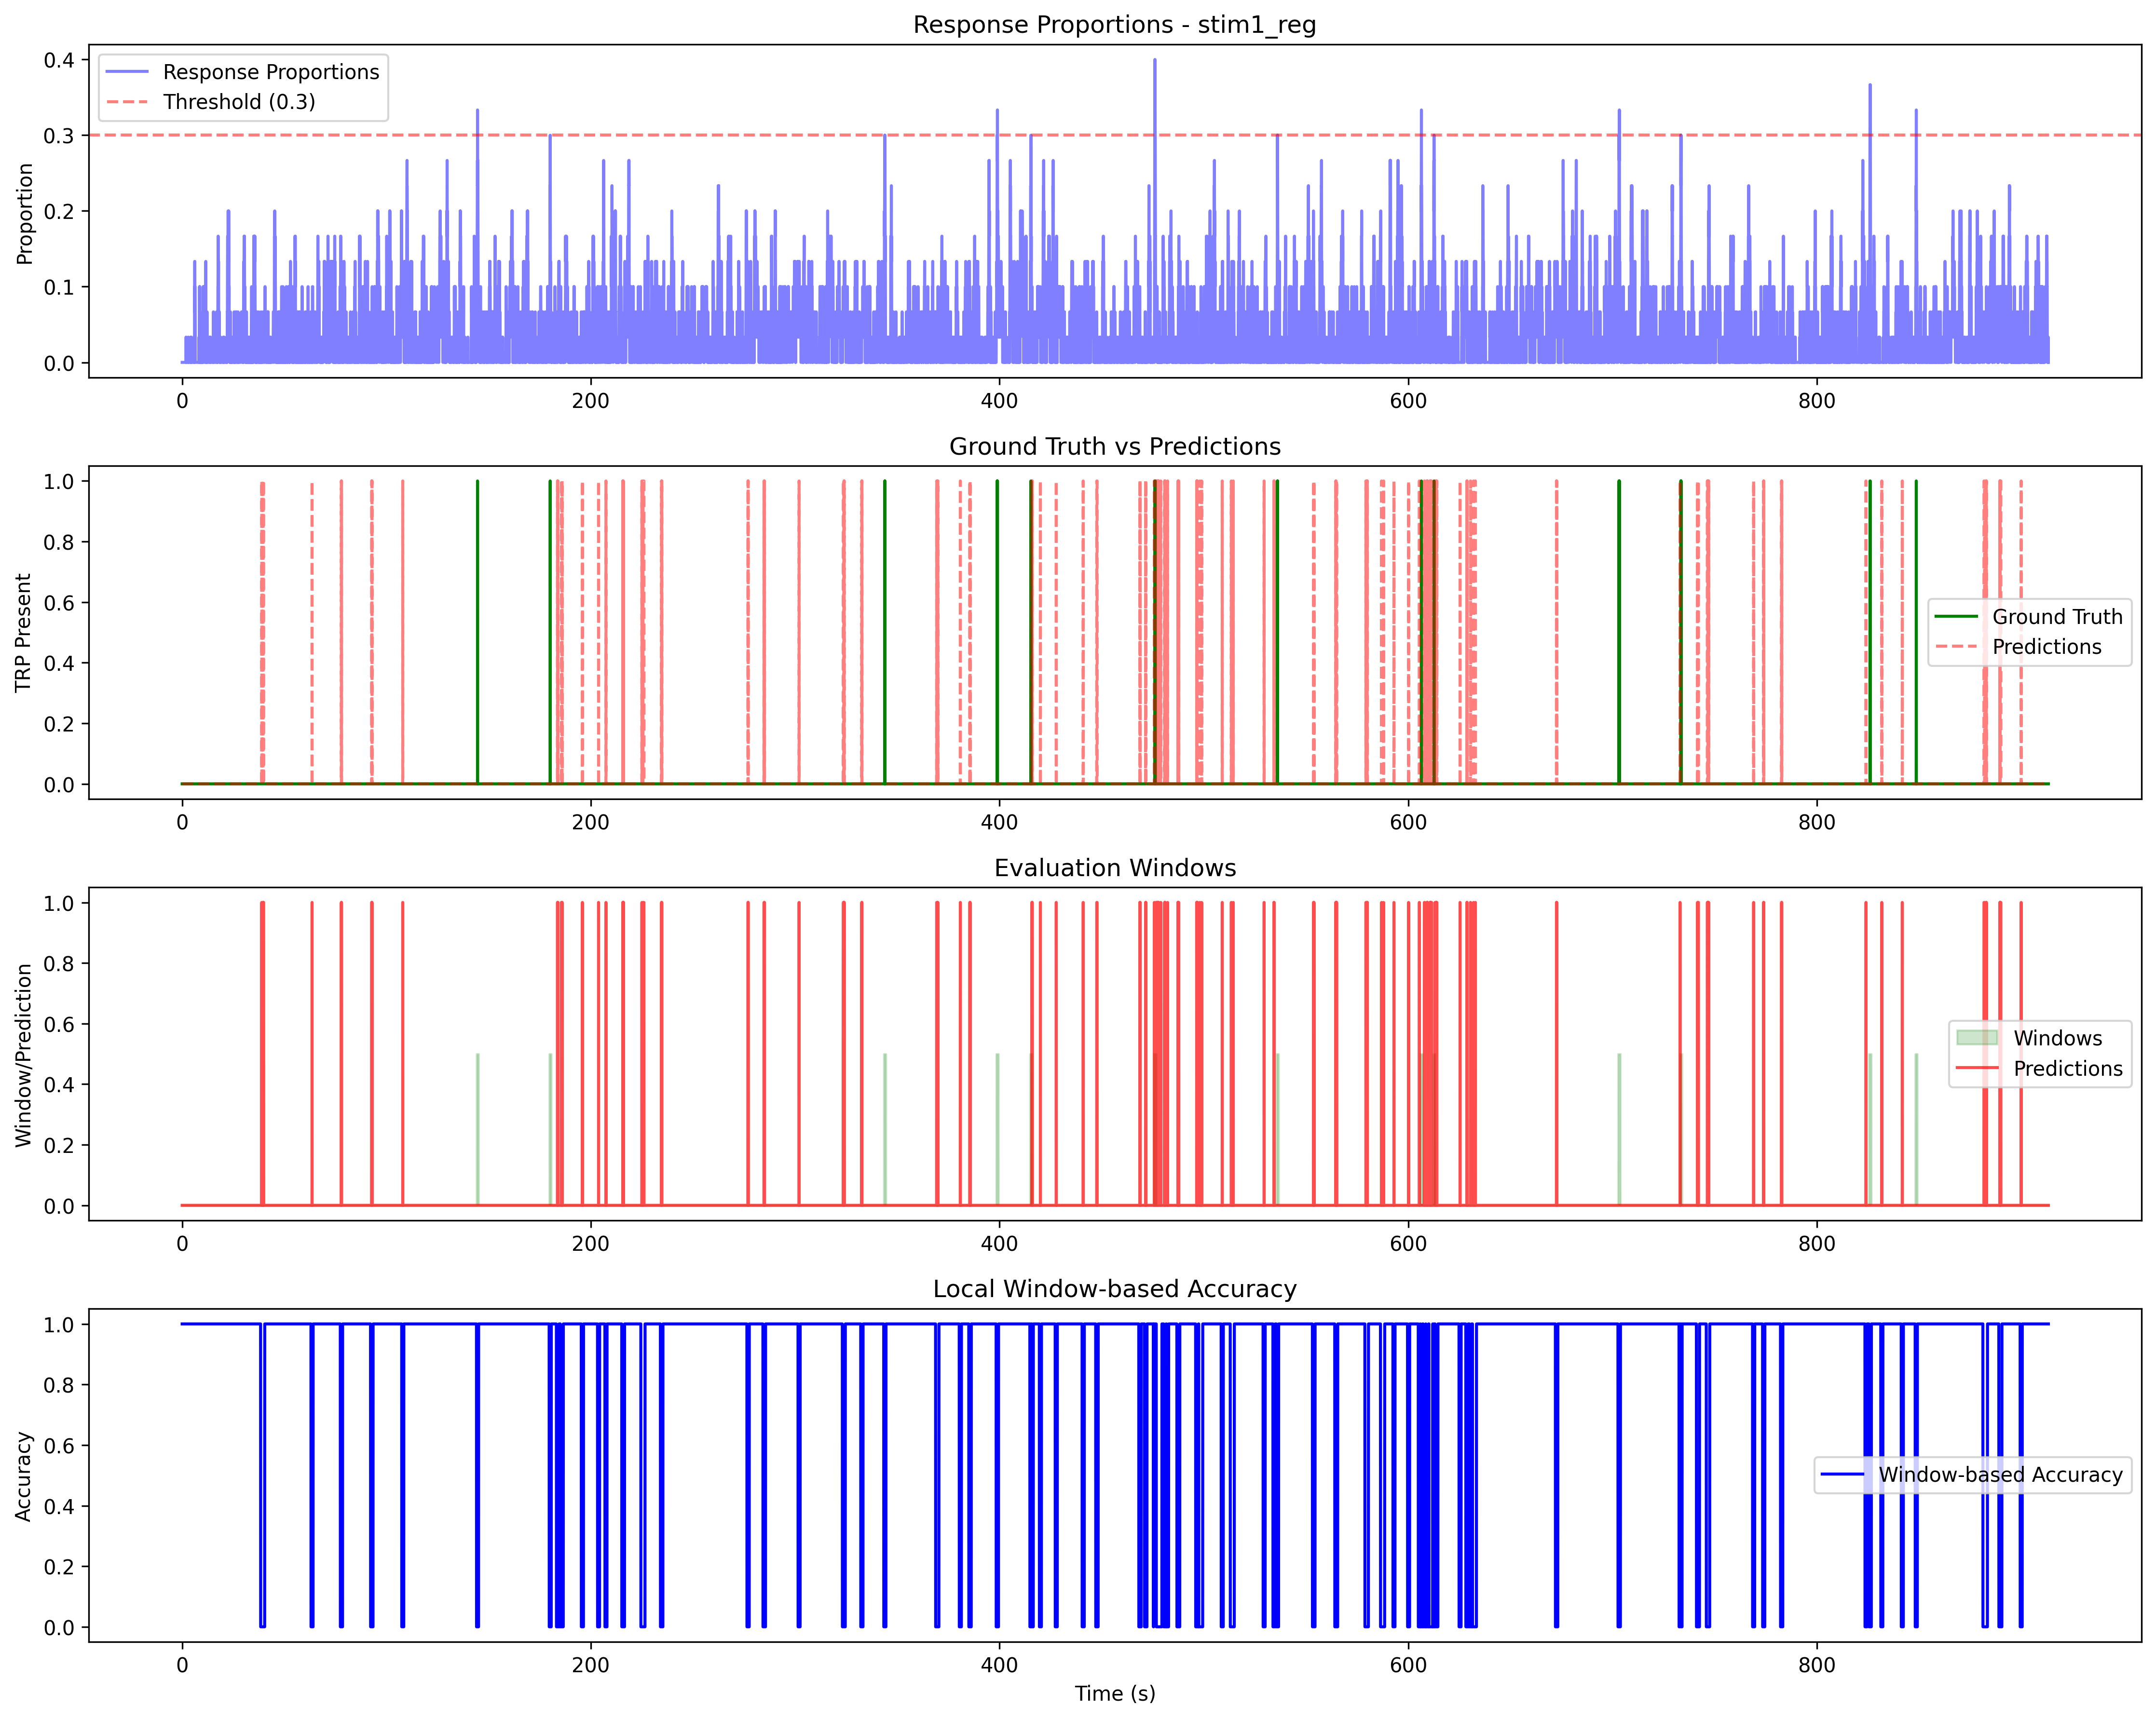 Response Proportions - stim1_reg
Response Proportions
Threshold (0.3)
Proportion
0.4
0.3
0.2
0.1
0.0
0 200 400 600 800
Ground Truth vs Predictions
TRP Present
1.0
0.8
0.6
0.4
0.2
0.0
Ground Truth
Predictions
0 200 400 600 800
Evaluation Windows
Window/Prediction
1.0
0.8
0.6
0.4
0.2
0.0
Windows
Predictions
0 200 400 600 800
Local Window-based Accuracy
Accuracy
1.0
0.8
0.6
0.4
0.2
0.0
Window-based Accuracy
0 200 400 600 800
Time (s)